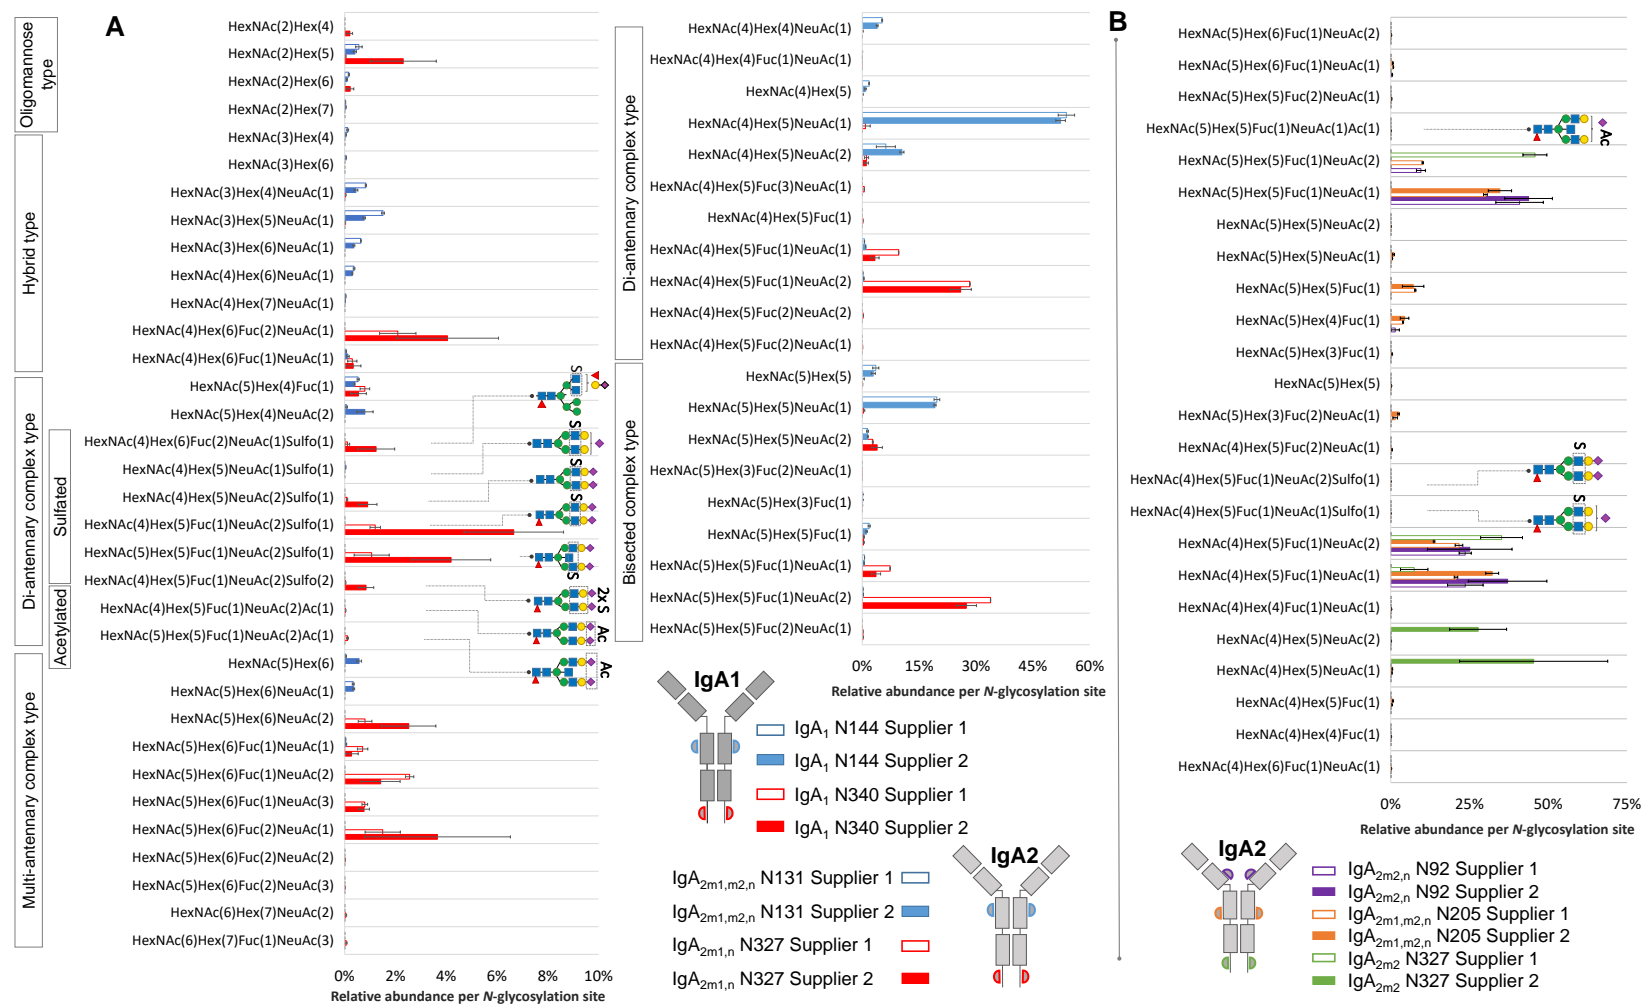 A
Oligomannose type
Hybrid type
Di-antennary complex type
Sulfated
Acetylated
Multi-antennary complex type
HexNAc(2)Hex(4)
HexNAc(2)Hex(5)
HexNAc(2)Hex(6)
HexNAc(2)Hex(7)
HexNAc(3)Hex(4)
HexNAc(3)Hex(6)
HexNAc(3)Hex(4)NeuAc(1)
HexNAc(3)Hex(5)NeuAc(1)
HexNAc(3)Hex(6)NeuAc(1)
HexNAc(4)Hex(6)NeuAc(1)
HexNAc(4)Hex(7)NeuAc(1)
HexNAc(4)Hex(6)Fuc(2)NeuAc(1)
HexNAc(4)Hex(6)Fuc(1)NeuAc(1)
HexNAc(5)Hex(4)Fuc(1)
HexNAc(5)Hex(4)NeuAc(2)
HexNAc(4)Hex(6)Fuc(2)NeuAc(1)Sulfo(1)
HexNAc(4)Hex(5)NeuAc(1)Sulfo(1)
HexNAc(4)Hex(5)NeuAc(2)Sulfo(1)
HexNAc(4)Hex(5)Fuc(1)NeuAc(2)Sulfo(1)
HexNAc(5)Hex(5)Fuc(1)NeuAc(2)Sulfo(1)
HexNAc(4)Hex(5)Fuc(1)NeuAc(2)Sulfo(2)
HexNAc(4)Hex(5)Fuc(1)NeuAc(2)Ac(1)
HexNAc(5)Hex(5)Fuc(1)NeuAc(2)Ac(1)
HexNAc(5)Hex(6)
HexNAc(5)Hex(6)NeuAc(1)
HexNAc(5)Hex(6)NeuAc(2)
HexNAc(5)Hex(6)Fuc(1)NeuAc(1)
HexNAc(5)Hex(6)Fuc(1)NeuAc(2)
HexNAc(5)Hex(6)Fuc(1)NeuAc(3)
HexNAc(5)Hex(6)Fuc(2)NeuAc(1)
HexNAc(5)Hex(6)Fuc(2)NeuAc(2)
HexNAc(5)Hex(6)Fuc(2)NeuAc(3)
HexNAc(6)Hex(7)NeuAc(2)
HexNAc(6)Hex(7)Fuc(1)NeuAc(3)
S
S
S
S
S
2x S
Ac
Ac
0% 2% 4% 6% 8% 10%
Relative abundance per N-glycosylation site
Di-antennary complex type
Bisected complex type
HexNAc(4)Hex(4)NeuAc(1)
HexNAc(4)Hex(4)Fuc(1)NeuAc(1)
HexNAc(4)Hex(5)
HexNAc(4)Hex(5)NeuAc(1)
HexNAc(4)Hex(5)NeuAc(2)
HexNAc(4)Hex(5)Fuc(3)NeuAc(1)
HexNAc(4)Hex(5)Fuc(1)
HexNAc(4)Hex(5)Fuc(1)NeuAc(1)
HexNAc(4)Hex(5)Fuc(1)NeuAc(2)
HexNAc(4)Hex(5)Fuc(2)NeuAc(2)
HexNAc(4)Hex(5)Fuc(2)NeuAc(1)
HexNAc(5)Hex(5)
HexNAc(5)Hex(5)NeuAc(1)
HexNAc(5)Hex(5)NeuAc(2)
HexNAc(5)Hex(3)Fuc(2)NeuAc(1)
HexNAc(5)Hex(3)Fuc(1)
HexNAc(5)Hex(5)Fuc(1)
HexNAc(5)Hex(5)Fuc(1)NeuAc(1)
HexNAc(5)Hex(5)Fuc(1)NeuAc(2)
HexNAc(5)Hex(5)Fuc(2)NeuAc(1)
0% 15% 30% 45% 60%
Relative abundance per N-glycosylation site
IgA1
IgA1 N144 Supplier 1
IgA1 N144 Supplier 2
IgA1 N340 Supplier 1
IgA1 N340 Supplier 2
IgA2
IgA2m1,m2,n N131 Supplier 1
IgA2m1,m2,n N131 Supplier 2
IgA2m1,n N327 Supplier 1
IgA2m1,n N327 Supplier 2
B
HexNAc(5)Hex(6)Fuc(1)NeuAc(2)
HexNAc(5)Hex(6)Fuc(1)NeuAc(1)
HexNAc(5)Hex(5)Fuc(2)NeuAc(1)
HexNAc(5)Hex(5)Fuc(1)NeuAc(1)Ac(1)
HexNAc(5)Hex(5)Fuc(1)NeuAc(2)
HexNAc(5)Hex(5)Fuc(1)NeuAc(1)
HexNAc(5)Hex(5)NeuAc(2)
HexNAc(5)Hex(5)NeuAc(1)
HexNAc(5)Hex(5)Fuc(1)
HexNAc(5)Hex(4)Fuc(1)
HexNAc(5)Hex(3)Fuc(1)
HexNAc(5)Hex(5)
HexNAc(5)Hex(3)Fuc(2)NeuAc(1)
HexNAc(4)Hex(5)Fuc(2)NeuAc(1)
HexNAc(4)Hex(5)Fuc(1)NeuAc(2)Sulfo(1)
HexNAc(4)Hex(5)Fuc(1)NeuAc(1)Sulfo(1)
HexNAc(4)Hex(5)Fuc(1)NeuAc(2)
HexNAc(4)Hex(5)Fuc(1)NeuAc(1)
HexNAc(4)Hex(4)Fuc(1)NeuAc(1)
HexNAc(4)Hex(5)NeuAc(2)
HexNAc(4)Hex(5)NeuAc(1)
HexNAc(4)Hex(5)Fuc(1)
HexNAc(4)Hex(4)Fuc(1)
HexNAc(4)Hex(6)Fuc(1)NeuAc(1)
Ac
S
S
0% 25% 50% 75%
Relative abundance per N-glycosylation site
IgA2
IgA2m2,n N92 Supplier 1
IgA2m2,n N92 Supplier 2
IgA2m1,m2,n N205 Supplier 1
IgA2m1,m2,n N205 Supplier 2
IgA2m2 N327 Supplier 1
IgA2m2 N327 Supplier 2